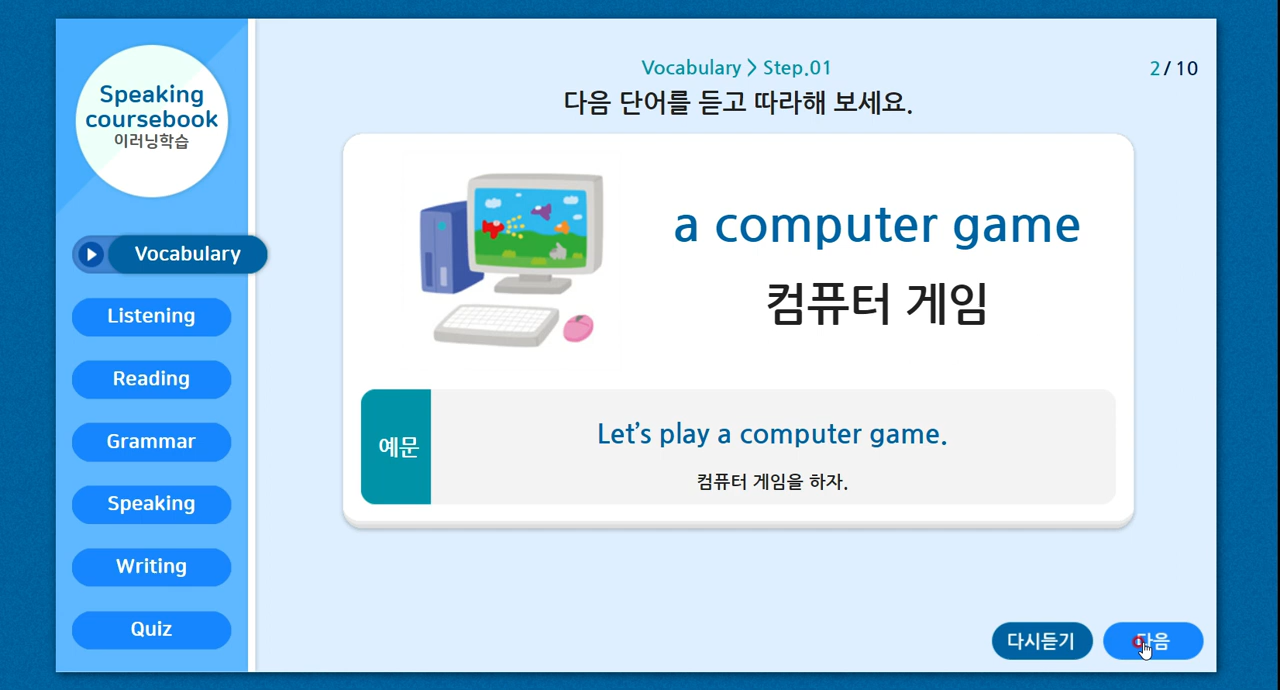 Speaking
coursebook
이러닝학습
Vocabulary
Listening
Reading
Grammar
Speaking
Writing
Quiz
Vocabulary > Step.01
2 / 10
다음 단어를 듣고 따라해 보세요.
a computer game
컴퓨터 게임
예문
Let’s play a computer game.
컴퓨터 게임을 하자.
다시듣기
다음